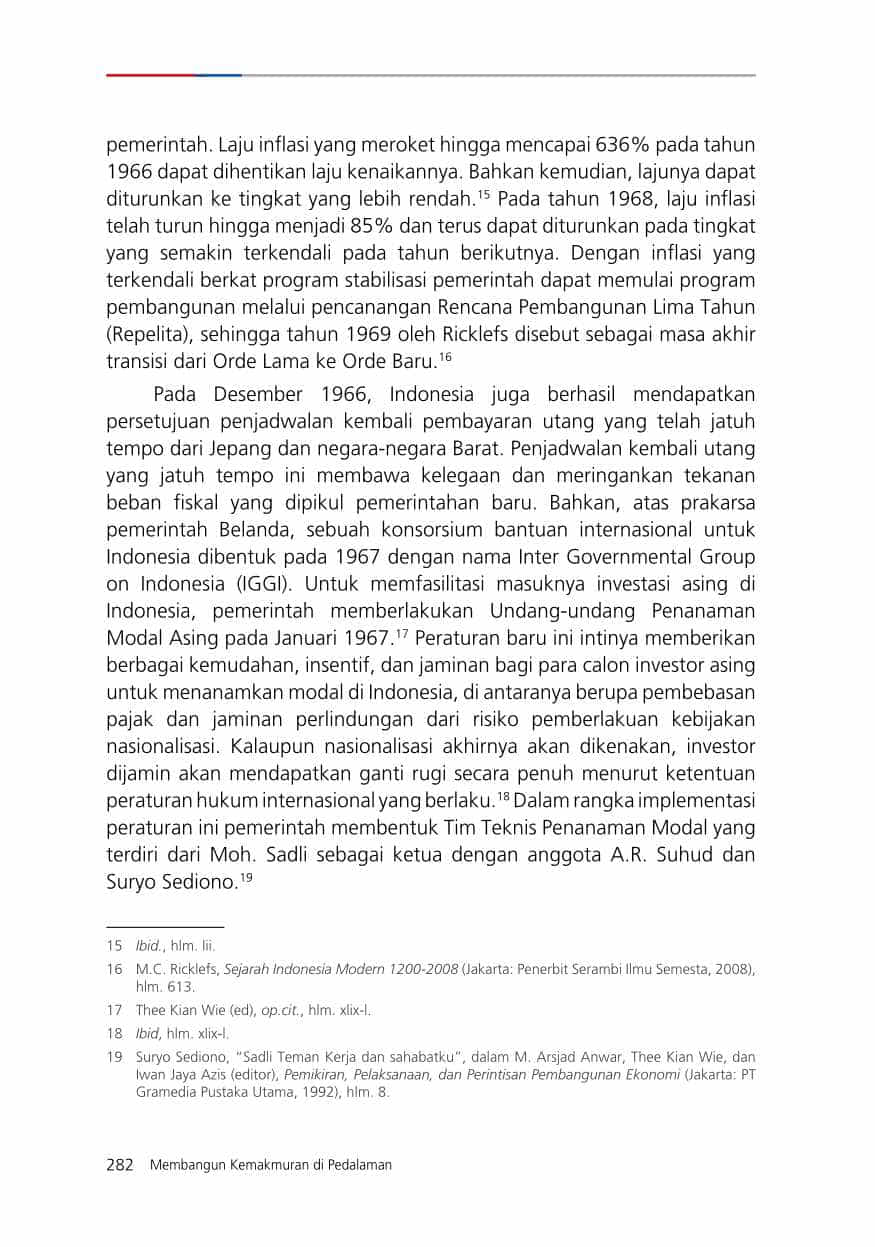 pemerintah. Laju inflasi yang meroket hingga mencapai 636% pada tahun
1966 dapat dihentikan laju kenaikannya. Bahkan kemudian, lajunya dapat
diturunkan ke tingkat yang lebih rendah.15 Pada tahun 1968, laju inflasi
telah turun hingga menjadi 85% dan terus dapat diturunkan pada tingkat
yang semakin terkendali pada tahun berikutnya. Dengan inflasi yang
terkendali berkat program stabilisasi pemerintah dapat memulai program
pembangunan melalui pencanangan Rencana Pembangunan Lima Tahun
(Repelita), sehingga tahun 1969 oleh Ricklefs disebut sebagai masa akhir
transisi dari Orde Lama ke Orde Baru.16
Pada Desember 1966, Indonesia juga berhasil mendapatkan
persetujuan penjadwalan kembali pembayaran utang yang telah jatuh
tempo dari Jepang dan negara-negara Barat. Penjadwalan kembali utang
yang jatuh tempo ini membawa kelegaan dan meringankan tekanan
beban fiskal yang dipikul pemerintahan baru. Bahkan, atas prakarsa
pemerintah Belanda, sebuah konsorsium bantuan internasional untuk
Indonesia dibentuk pada 1967 dengan nama Inter Governmental Group
on Indonesia (IGGI). Untuk memfasilitasi masuknya investasi asing di
Indonesia, pemerintah memberlakukan Undang-undang Penanaman
Modal Asing pada Januari 1967.17 Peraturan baru ini intinya memberikan
berbagai kemudahan, insentif, dan jaminan bagi para calon investor asing
untuk menanamkan modal di Indonesia, di antaranya berupa pembebasan
pajak dan jaminan perlindungan dari risiko pemberlakuan kebijakan
nasionalisasi. Kalaupun nasionalisasi akhirnya akan dikenakan, investor
dijamin akan mendapatkan ganti rugi secara penuh menurut ketentuan
peraturan hukum internasional yang berlaku.18 Dalam rangka implementasi
peraturan ini pemerintah membentuk Tim Teknis Penanaman Modal yang
terdiri dari Moh. Sadli sebagai ketua dengan anggota A.R. Suhud dan
Suryo Sediono.19
15 Ibid., hlm. lii.
16 M.C. Ricklefs, Sejarah Indonesia Modern 1200-2008 (Jakarta: Penerbit Serambi Ilmu Semesta, 2008),
hlm. 613.
17 Thee Kian Wie (ed), op.cit., hlm. xlix-l.
18 Ibid, hlm. xlix-l.
19 Suryo Sediono, "Sadli Teman Kerja dan sahabatku", dalam M. Arsjad Anwar, Thee Kian Wie, dan
Iwan Jaya Azis (editor), Pemikiran, Pelaksanaan, dan Perintisan Pembangunan Ekonomi (Jakarta: PT
Gramedia Pustaka Utama, 1992), hlm. 8.
282 Membangun Kemakmuran di Pedalaman